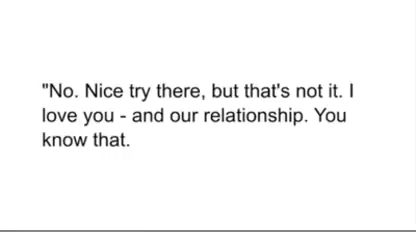 "No. Nice try there, but that's not it. I
love you - and our relationship. You
know that.